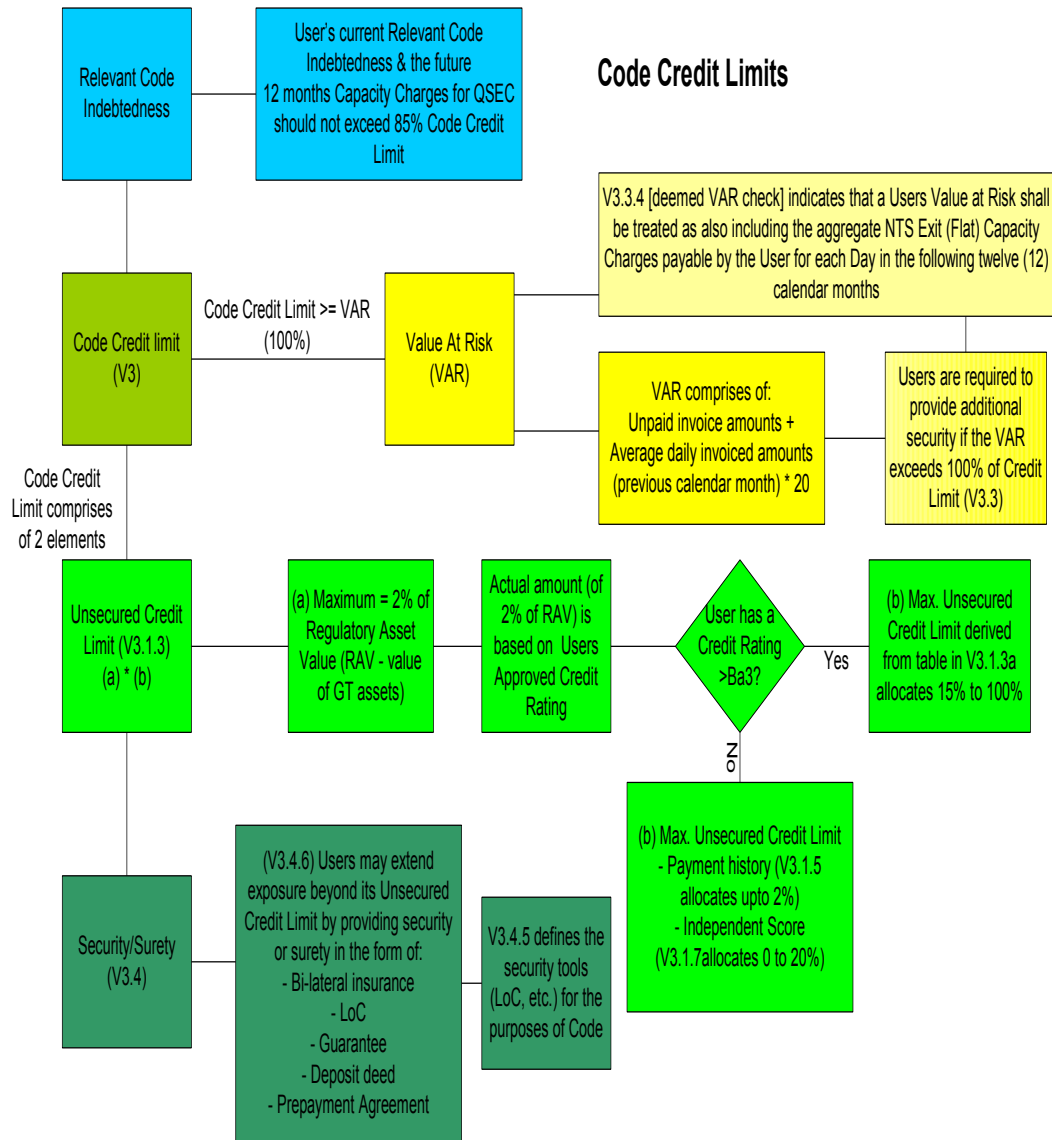 Code Credit Limits
Relevant Code
Indebtedness
User's current Relevant Code
Indebtedness & the future
12 months Capacity Charges for QSEC
should not exceed 85% Code Credit
Limit
V3.3.4 [deemed VAR check] indicates that a Users Value at Risk shall
be treated as also including the aggregate NTS Exit (Flat) Capacity
Charges payable by the User for each Day in the following twelve (12)
calendar months
Code Credit limit
(V3)
Code Credit Limit >= VAR
(100%)
Value At Risk
(VAR)
VAR comprises of:
Unpaid invoice amounts +
Average daily invoiced amounts
(previous calendar month) * 20
Users are required to
provide additional
security if the VAR
exceeds 100% of Credit
Limit (V3.3)
Code Credit
Limit comprises
of 2 elements
Unsecured Credit
Limit (V3.1.3)
(a) * (b)
(a) Maximum = 2% of
Regulatory Asset
Value (RAV - value
of GT assets)
Actual amount (of
2% of RAV) is
based on Users
Approved Credit
Rating
User has a
Credit Rating
>Ba3?
Yes
(b) Max. Unsecured
Credit Limit derived
from table in V3.1.3a
allocates 15% to 100%
No
(b) Max. Unsecured Credit Limit
- Payment history (V3.1.5
allocates upto 2%)
- Independent Score
(V3.1.7allocates 0 to 20%)
Security/Surety
(V3.4)
(V3.4.6) Users may extend
exposure beyond its Unsecured
Credit Limit by providing security
or surety in the form of:
- Bi-lateral insurance
- LoC
- Guarantee
- Deposit deed
- Prepayment Agreement
V3.4.5 defines the
security tools
(LoC, etc.) for the
purposes of Code